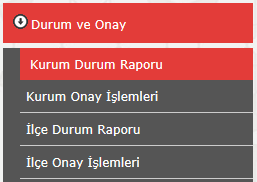 Durum ve Onay
Kurum Durum Raporu
Kurum Onay İşlemleri
İlçe Durum Raporu
İlçe Onay İşlemleri